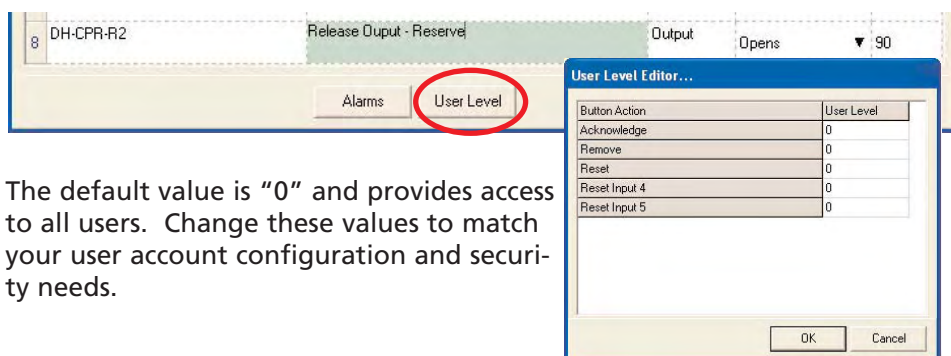 8 DH-CPR-R2 Release Ouput - Reserve Output Opens ▼ 90
Alarms User Level
User Level Editor...
Button Action User Level
Acknowledge 0
Remove 0
Reset 0
Reset Input 4 0
Reset Input 5 0
OK Cancel
The default value is “0” and provides access
to all users. Change these values to match
your user account configuration and securi-
ty needs.